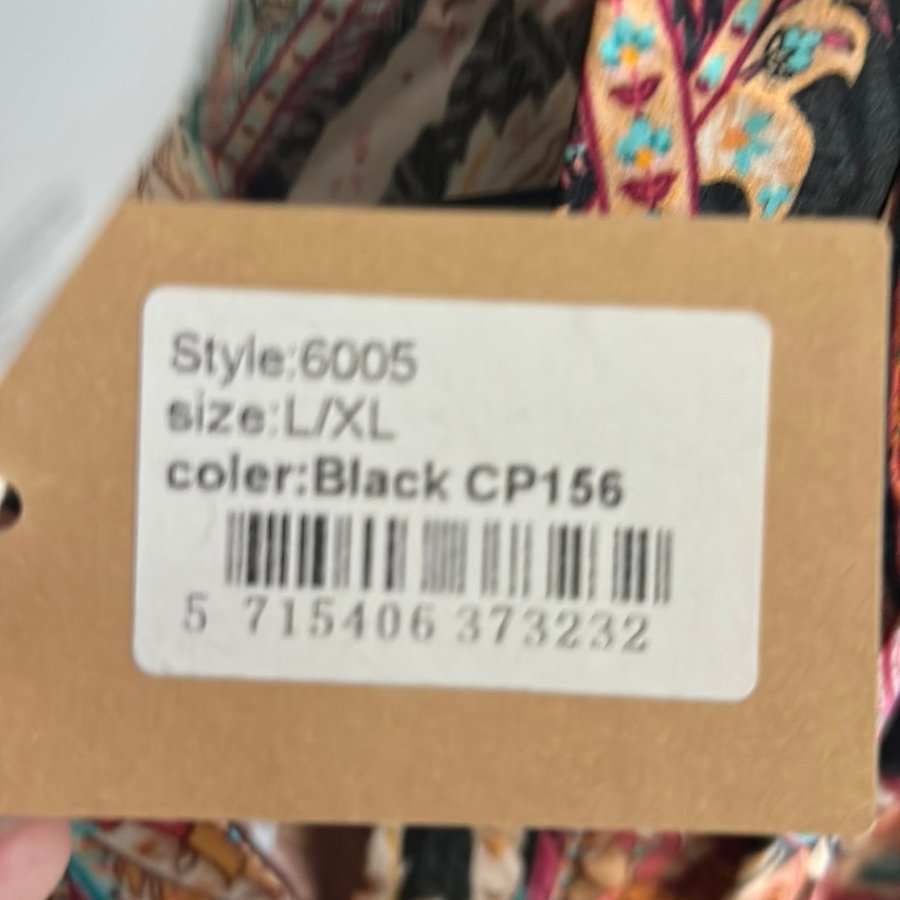 Style:6005
size:L/XL
coler:Black CP156
5 715406 373232